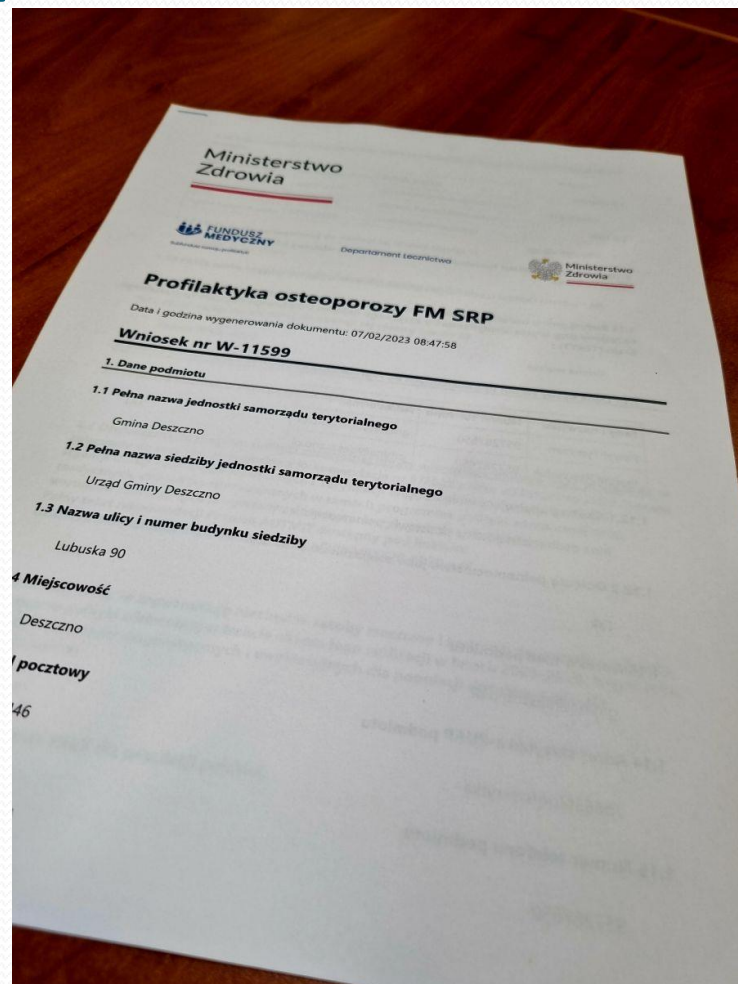 Ministerstwo
Zdrowia
FUNDUSZ
MEDYCZNY
Departament Lecznictwa
Ministerstwo
Zdrowia
Profilaktyka osteoporozy FM SRP
Data i godzina wygenerowania dokumentu: 07/02/2023 08:47:58
Wniosek nr W-11599
1. Dane podmiotu
1.1 Pełna nazwa jednostki samorządu terytorialnego
Gmina Deszczno
1.2 Pełna nazwa siedziby jednostki samorządu terytorialnego
Urząd Gminy Deszczno
1.3 Nazwa ulicy i numer budynku siedziby
Lubuska 90
4 Miejscowość
Deszczno
pocztowy
46